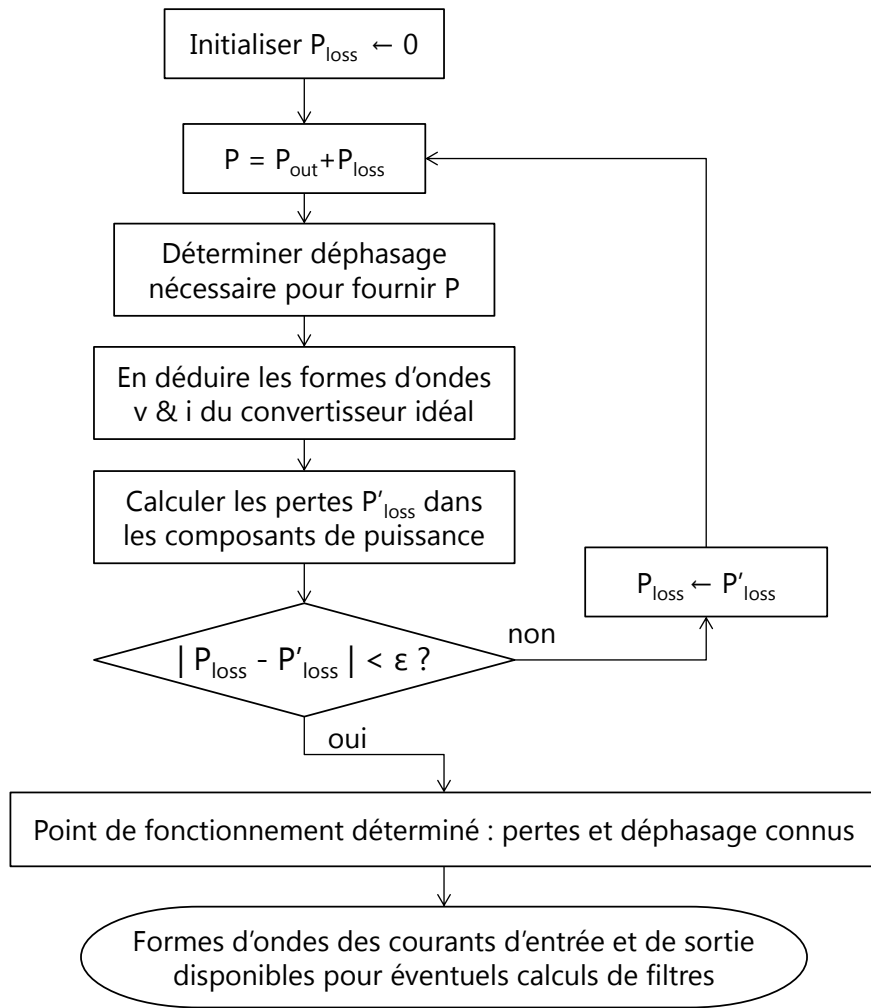 Initialiser P_loss ← 0
P = P_out+P_loss
Déterminer déphasage
nécessaire pour fournir P
En déduire les formes d'ondes
v & i du convertisseur idéal
Calculer les pertes P'_loss dans
les composants de puissance
P_loss ← P'_loss
| P_loss - P'_loss | < ε ?
non
oui
Point de fonctionnement déterminé : pertes et déphasage connus
Formes d'ondes des courants d'entrée et de sortie
disponibles pour éventuels calculs de filtres